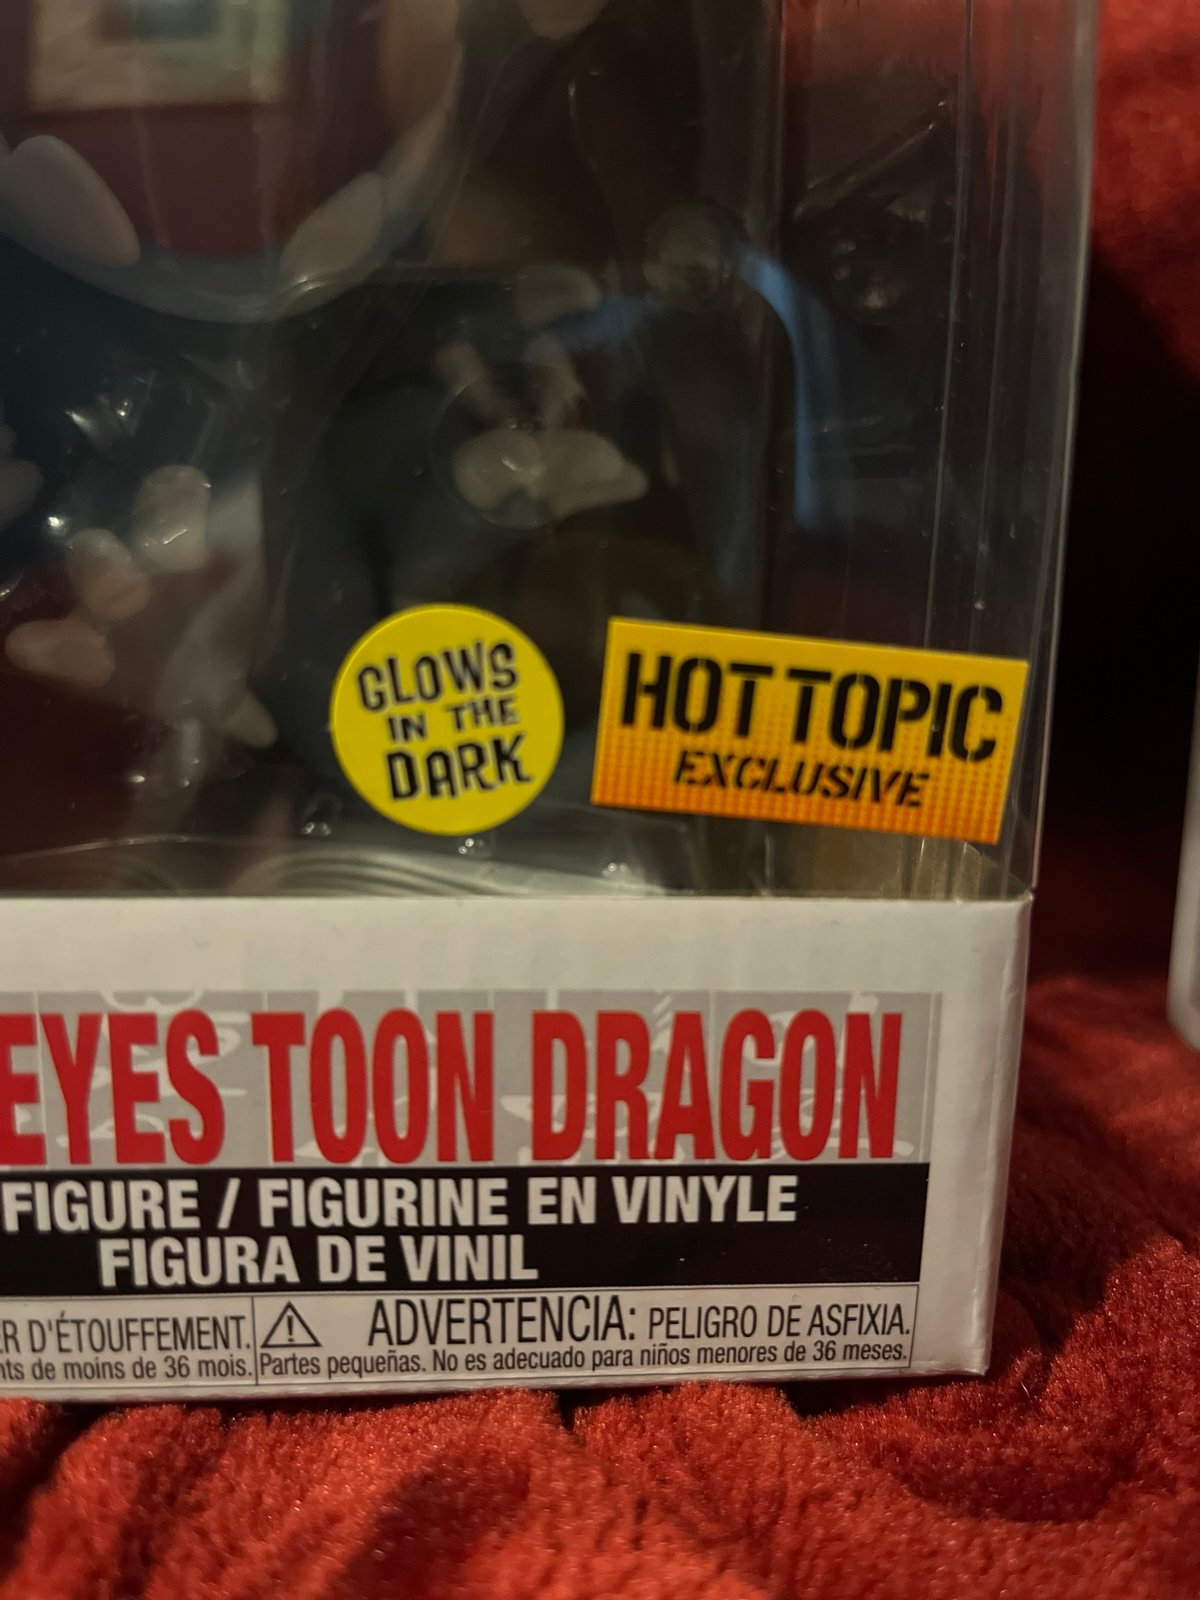 GLOWS
IN THE
DARK
HOT TOPIC
EXCLUSIVE
EYES TOON DRAGON
FIGURE / FIGURINE EN VINYLE
FIGURA DE VINIL
ER D'ÉTOUFFEMENT.
nts de moins de 36 mois.
ADVERTENCIA: PELIGRO DE ASFIXIA.
Partes pequeñas. No es adecuado para niños menores de 36 meses.